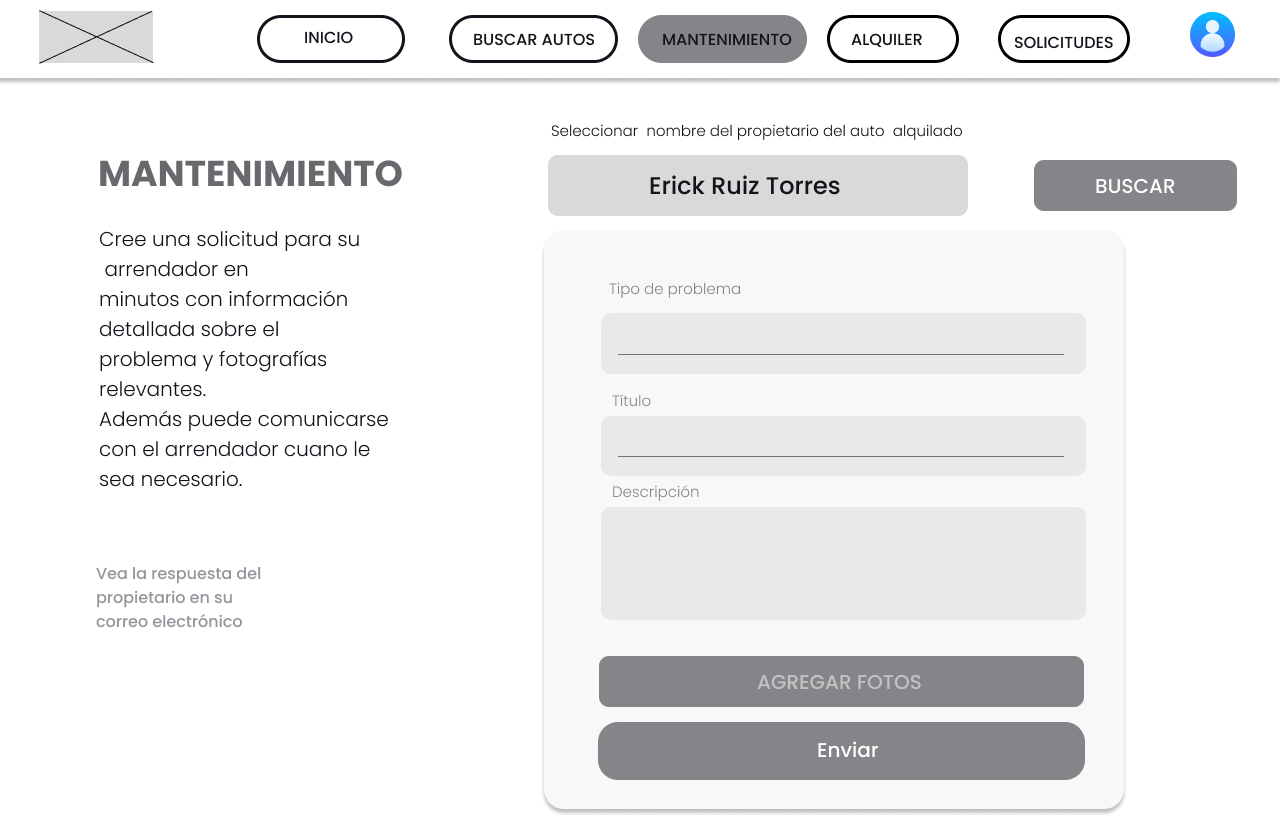 INICIO
BUSCAR AUTOS
MANTENIMIENTO
ALQUILER
SOLICITUDES
Seleccionar nombre del propietario del auto alquilado
MANTENIMIENTO
Erick Ruiz Torres
BUSCAR
Cree una solicitud para su
arrendador en
minutos con información
detallada sobre el
problema y fotografías
relevantes.
Además puede comunicarse
con el arrendador cuano le
sea necesario.
Vea la respuesta del
propietario en su
correo electrónico
Tipo de problema
Título
Descripción
AGREGAR FOTOS
Enviar